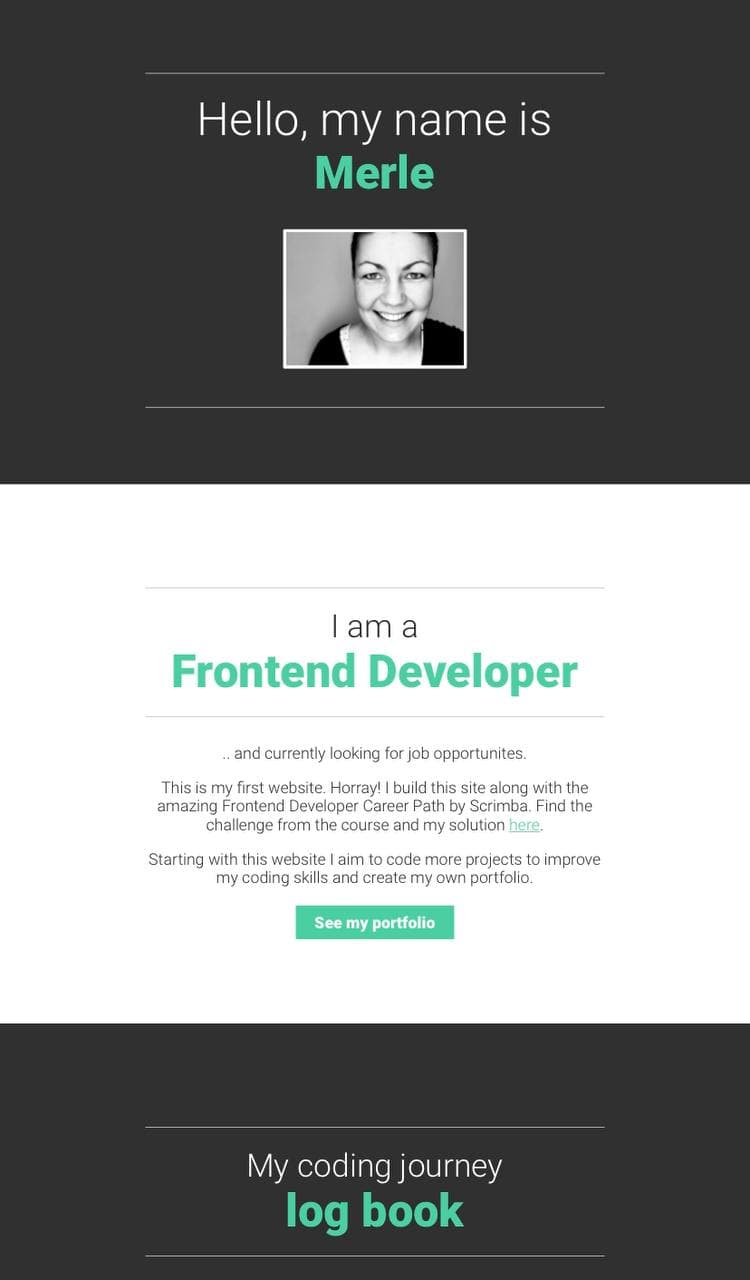 Hello, my name is
Merle
I am a
Frontend Developer
.. and currently looking for job opportunites.
This is my first website. Horray! I build this site along with the
amazing Frontend Developer Career Path by Scrimba. Find the
challenge from the course and my solution here.
Starting with this website I aim to code more projects to improve
my coding skills and create my own portfolio.
See my portfolio
My coding journey
log book